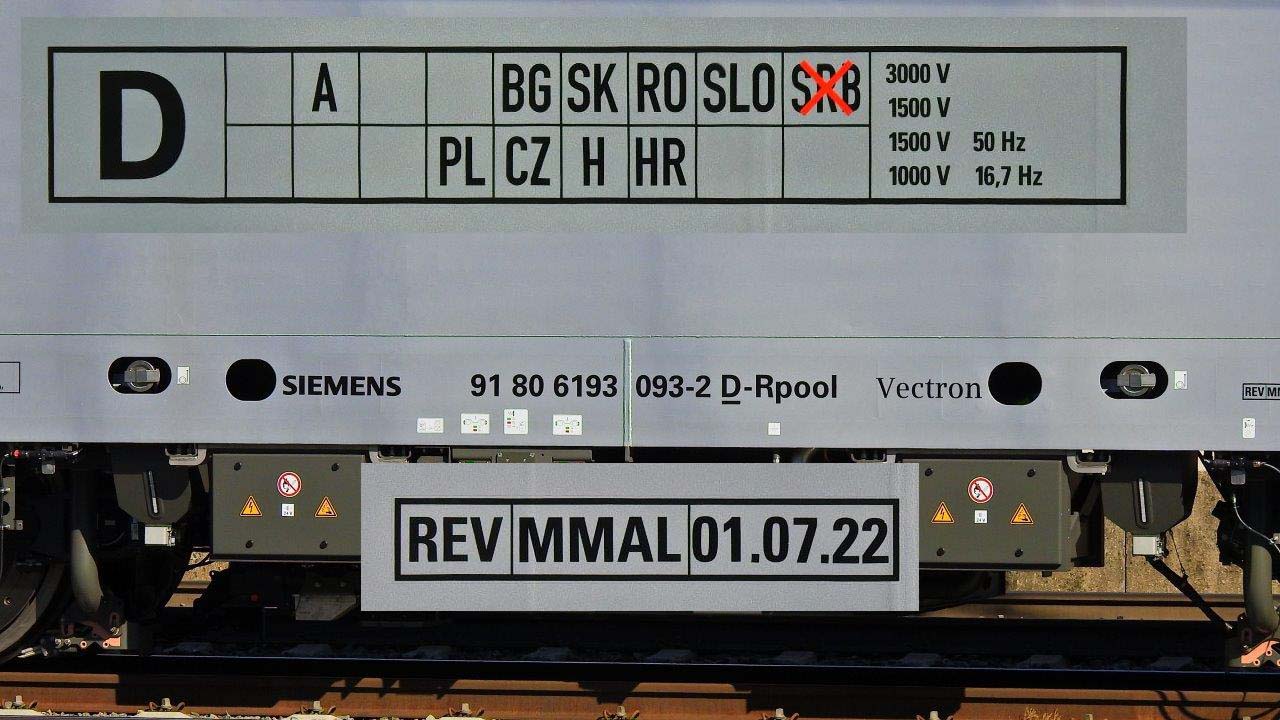 D A BG SK RO SLO SRB 3000 V
1500 V
PL CZ H HR 1500 V 50 Hz
1000 V 16,7 Hz
SIEMENS 91 80 6193 093-2 D-Rpool Vectron
REV
REV MMAL 01.07.22